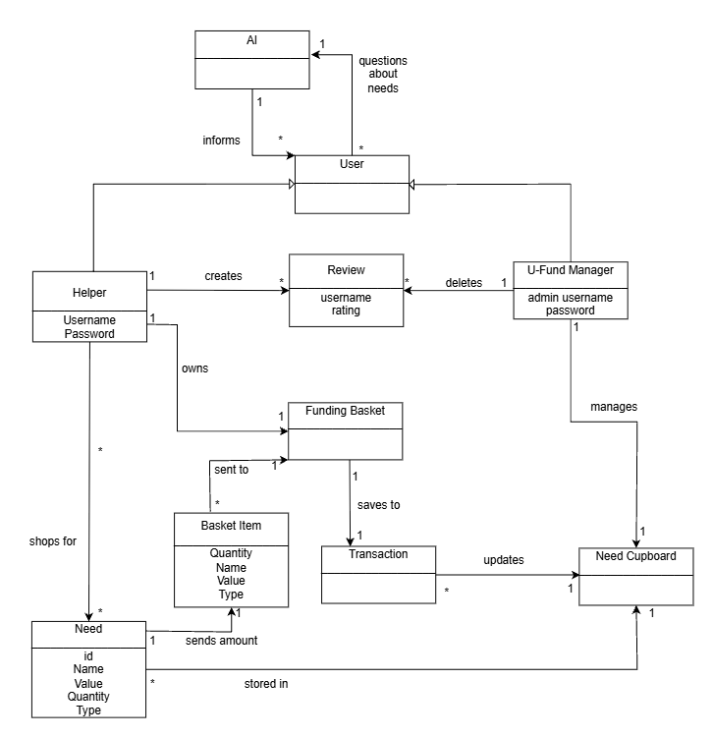 AI
1
questions
about
needs
1
informs
*
*
User
Helper
Username
Password
1
creates
*
Review
username
rating
*
deletes
1
U-Fund Manager
admin username
password
1
1
owns
manages
1
Funding Basket
*
sent to
1
1
*
saves to
Basket Item
Quantity
Name
Value
Type
shops for
1
Transaction
updates
*
1
1
Need Cupboard
*
Need
id
Name
Value
Quantity
Type
1
sends amount
1
*
stored in
1